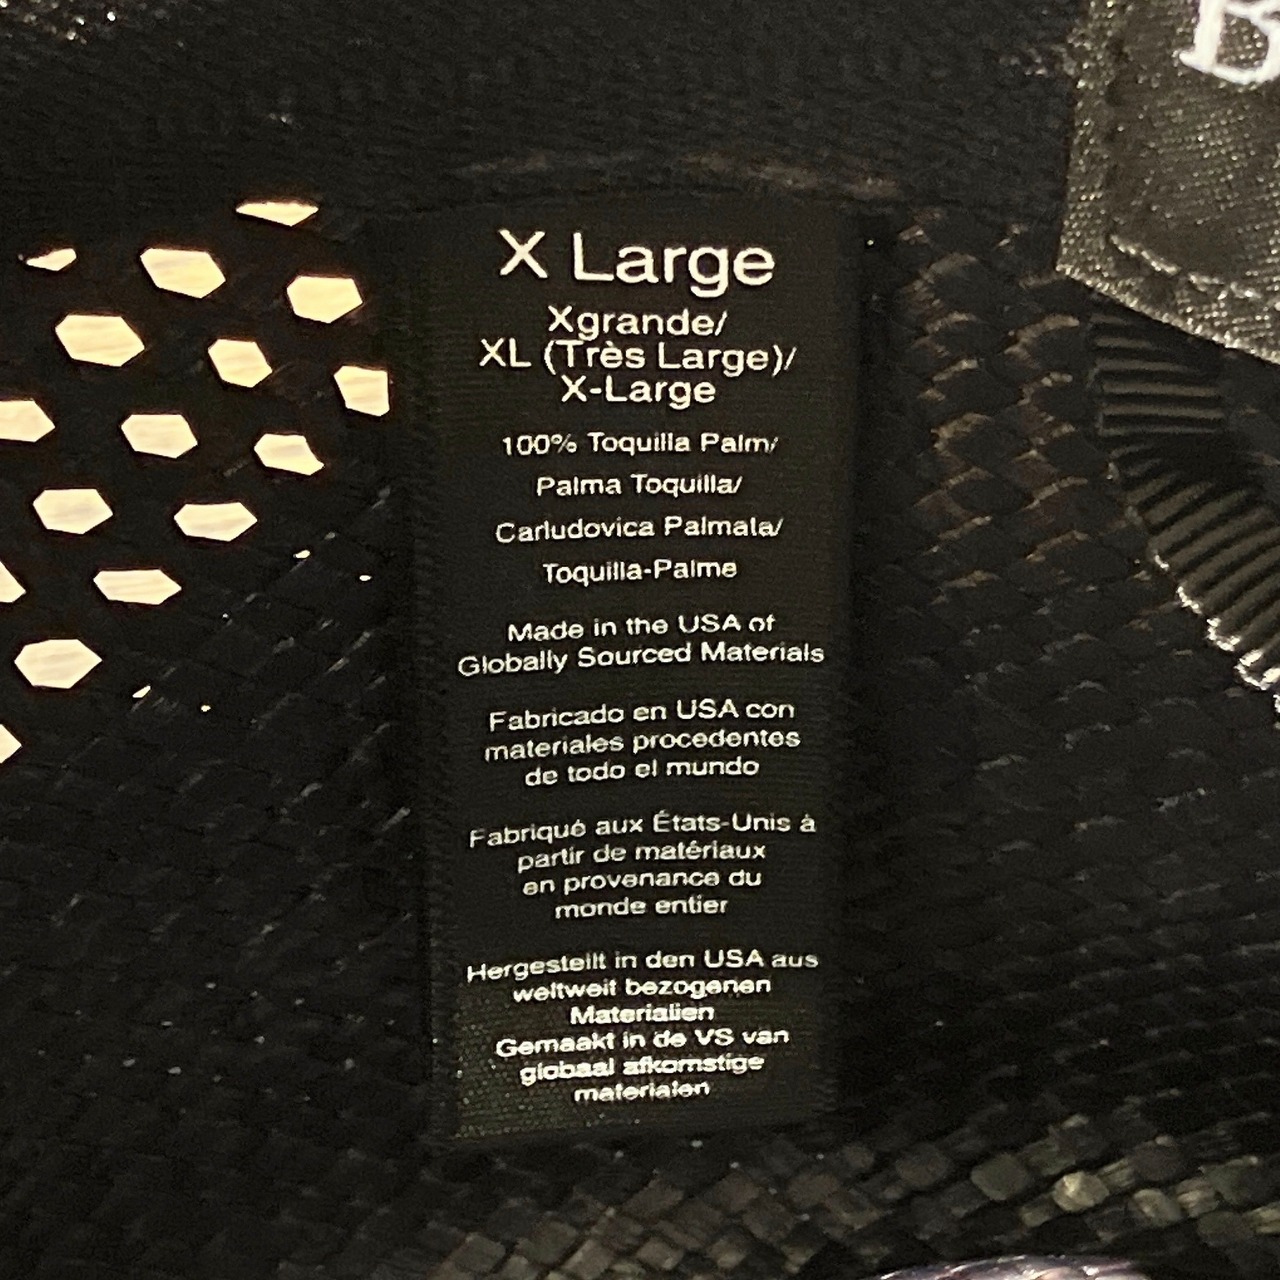 B
X Large
Xgrande/
XL (Très Large)/
X-Large
100% Toquilla Palm/
Palma Toquilla/
Carludovica Palmala/
Toquilla-Palme
Made in the USA of
Globally Sourced Materials
Fabricado en USA con
materiales procedentes
de todo el mundo
Fabriqué aux États-Unis à
partir de matériaux
en provenance du
monde entier
Hergestellt in den USA aus
weltweit bezogenen
Materialien
Gemaakt in de VS van
globaal afkomstige
materialen